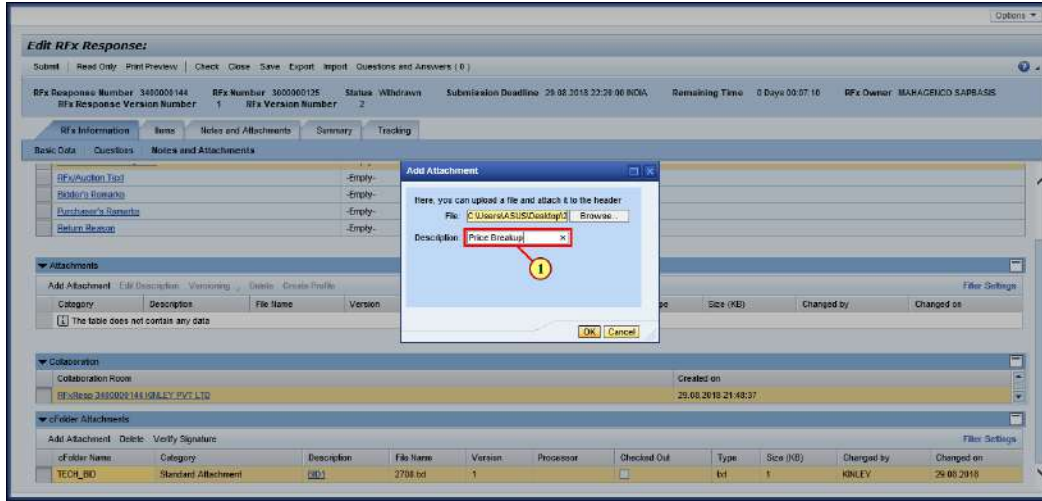 Options
Edit RFx Response:
Submit Read Only Print Preview Check Close Save Export Import Questions and Answers ( 0 )
RFx Response Number 3400000144 RFx Number 3000000125 Status Withdrawn Submission Deadline 29.08.2018 22:29:00 INDIA Remaining Time 0 Days 00:07:10 RFx Owner MAHAGENCO SAPBASIS
RFx Response Version Number 1 RFx Version Number 2
RFx Information Items Notes and Attachments Summary Tracking
Basic Data Questions Notes and Attachments
RFx/Auction Text -Empty-
Bidder's Remarks -Empty-
Purchaser's Remarks -Empty-
Return Reason -Empty-
Add Attachment
Here, you can upload a file and attach it to the header
File: C:\Users\ASUS\Desktop\2 Browse...
Description Price Breakup
1
OK Cancel
Attachments
Add Attachment Edit Description Versioning Delete Create Profile Filter Settings
Category Description File Name Version Size (KB) Changed by Changed on
The table does not contain any data
Collaboration
Collaboration Room Created on
RFxResp 3400000144 KINLEY PVT LTD 29.08.2018 21:48:37
cFolder Attachments
Add Attachment Delete Verify Signature Filter Settings
cFolder Name Category Description File Name Version Processor Checked Out Type Size (KB) Changed by Changed on
TECH_BID Standard Attachment BID1 2708.txt 1 txt 1 KINLEY 29.08.2018